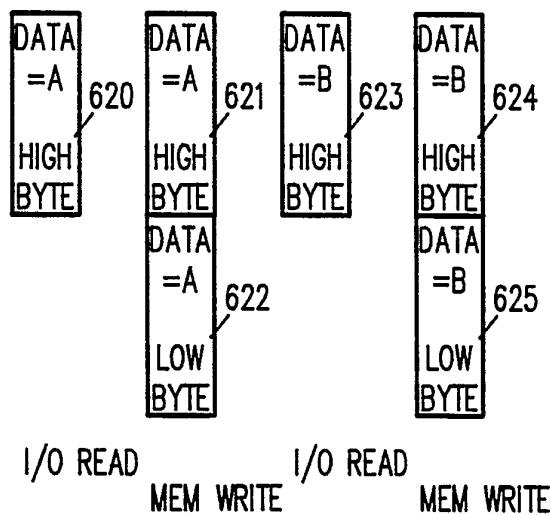 DATA
=A
HIGH
BYTE
620
DATA
=A
HIGH
BYTE
621
DATA
=B
HIGH
BYTE
623
DATA
=B
HIGH
BYTE
624
DATA
=A
LOW
BYTE
622
DATA
=B
LOW
BYTE
625
I/O READ
MEM WRITE
I/O READ
MEM WRITE